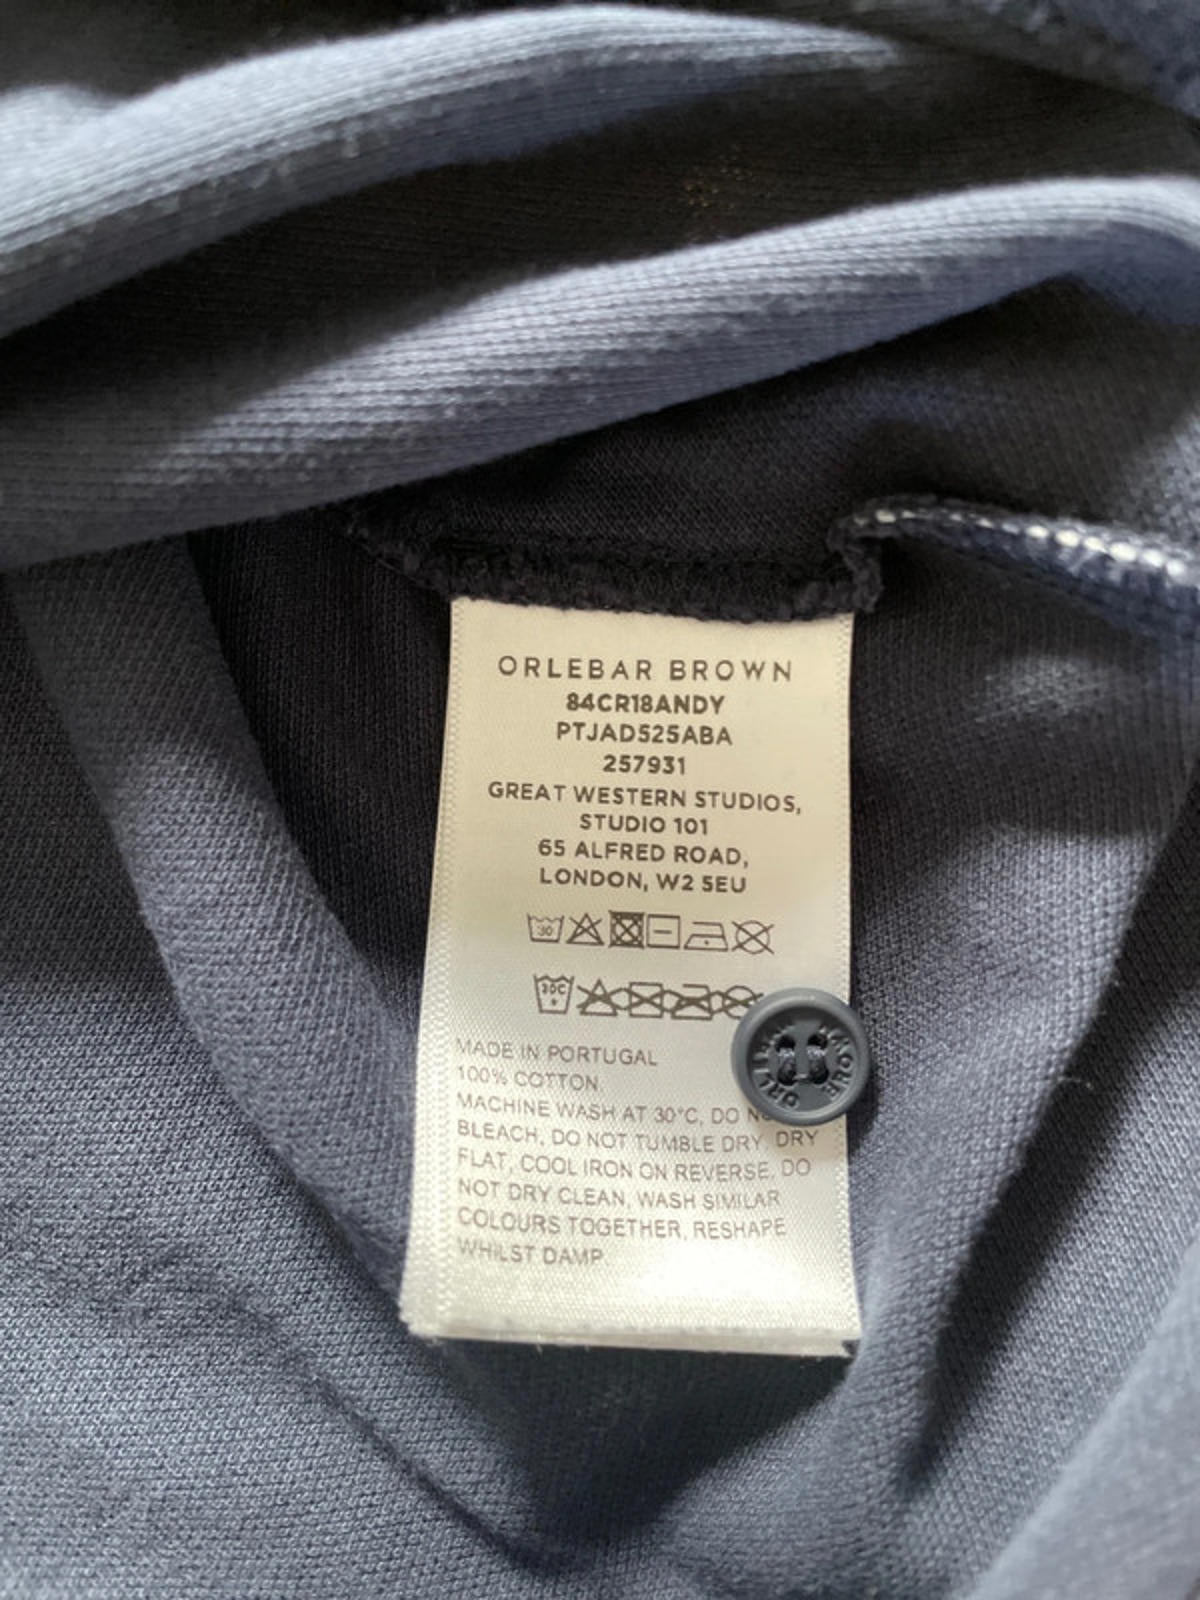 ORLEBAR BROWN
84CR18ANDY
PTJAD525ABA
257931
GREAT WESTERN STUDIOS,
STUDIO 101
65 ALFRED ROAD,
LONDON, W2 5EU
30
30C
MADE IN PORTUGAL
100% COTTON
MACHINE WASH AT 30°C, DO
BLEACH, DO NOT TUMBLE DRY, DRY
FLAT, COOL IRON ON REVERSE, DO
NOT DRY CLEAN, WASH SIMILAR
COLOURS TOGETHER, RESHAPE
WHILST DAMP